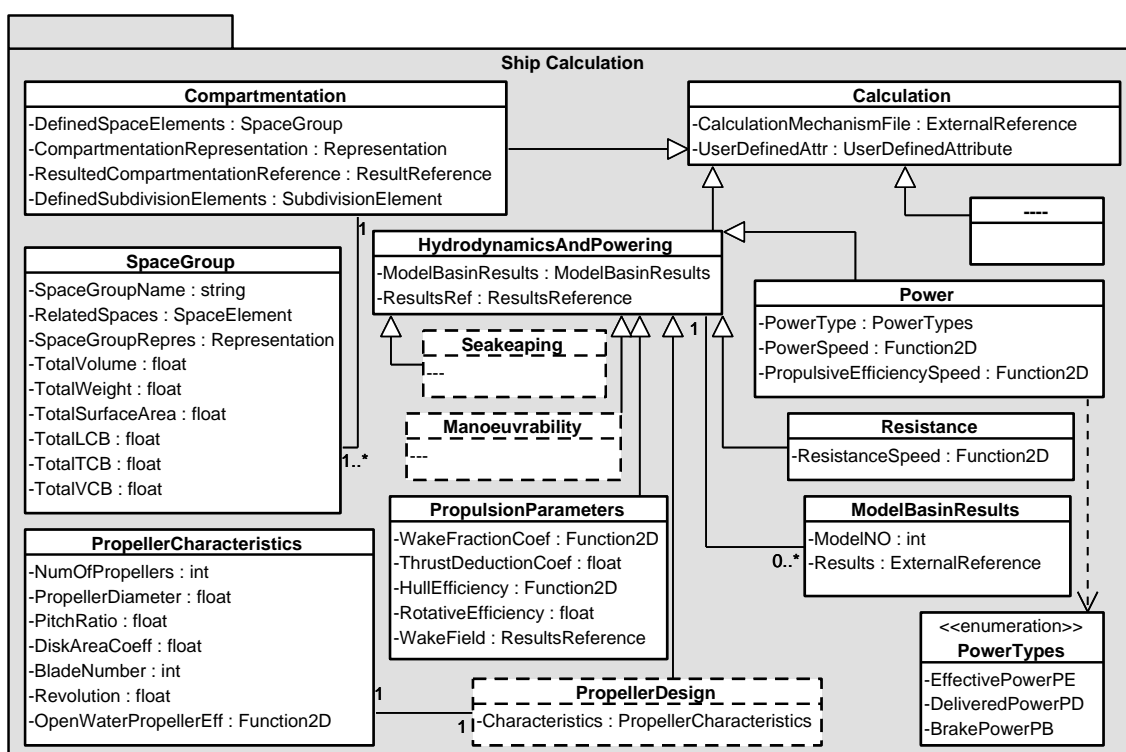 Ship Calculation
Compartmentation
-DefinedSpaceElements : SpaceGroup
-CompartmentationRepresentation : Representation
-ResultedCompartmentationReference : ResultReference
-DefinedSubdivisionElements : SubdivisionElement
Calculation
-CalculationMechanismFile : ExternalReference
-UserDefinedAttr : UserDefinedAttribute
----
1
HydrodynamicsAndPowering
-ModelBasinResults : ModelBasinResults
-ResultsRef : ResultsReference
SpaceGroup
-SpaceGroupName : string
-RelatedSpaces : SpaceElement
-SpaceGroupRepres : Representation
-TotalVolume : float
-TotalWeight : float
-TotalSurfaceArea : float
-TotalLCB : float
-TotalTCB : float
-TotalVCB : float
1..*
Power
-PowerType : PowerTypes
-PowerSpeed : Function2D
-PropulsiveEfficiencySpeed : Function2D
1
Seakeaping
---
Manoeuvrability
---
Resistance
-ResistanceSpeed : Function2D
PropulsionParameters
-WakeFractionCoef : Function2D
-ThrustDeductionCoef : float
-HullEfficiency : Function2D
-RotativeEfficiency : float
-WakeField : ResultsReference
ModelBasinResults
-ModelNO : int
-Results : ExternalReference
0..*
PropellerCharacteristics
-NumOfPropellers : int
-PropellerDiameter : float
-PitchRatio : float
-DiskAreaCoeff : float
-BladeNumber : int
-Revolution : float
-OpenWaterPropellerEff : Function2D
1
1
PropellerDesign
-Characteristics : PropellerCharacteristics
<<enumeration>>
PowerTypes
-EffectivePowerPE
-DeliveredPowerPD
-BrakePowerPB